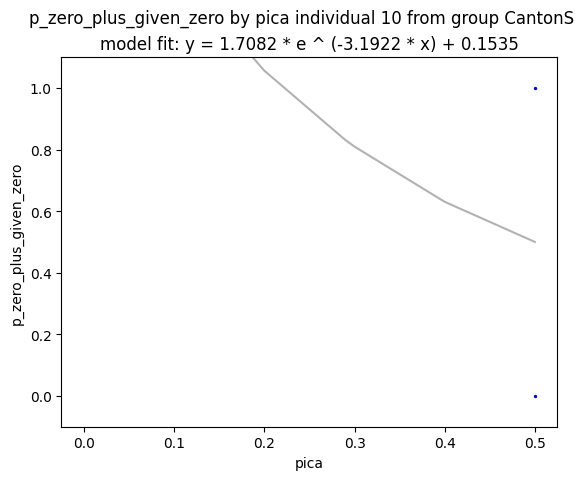 p_zero_plus_given_zero by pica individual 10 from group CantonS
model fit: y = 1.7082 * e ^ (-3.1922 * x) + 0.1535
1.0
0.8
0.6
0.4
0.2
0.0
p_zero_plus_given_zero
0.0 0.1 0.2 0.3 0.4 0.5
pica